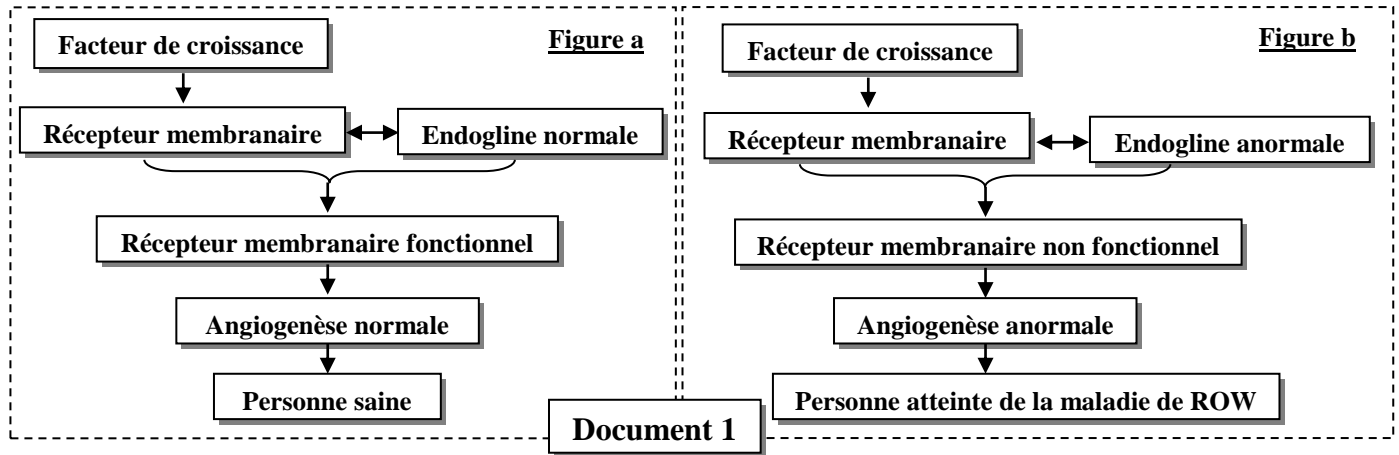 Figure a
Facteur de croissance
Récepteur membranaire
Endogline normale
Récepteur membranaire fonctionnel
Angiogenèse normale
Personne saine
Figure b
Facteur de croissance
Récepteur membranaire
Endogline anormale
Récepteur membranaire non fonctionnel
Angiogenèse anormale
Personne atteinte de la maladie de ROW
Document 1